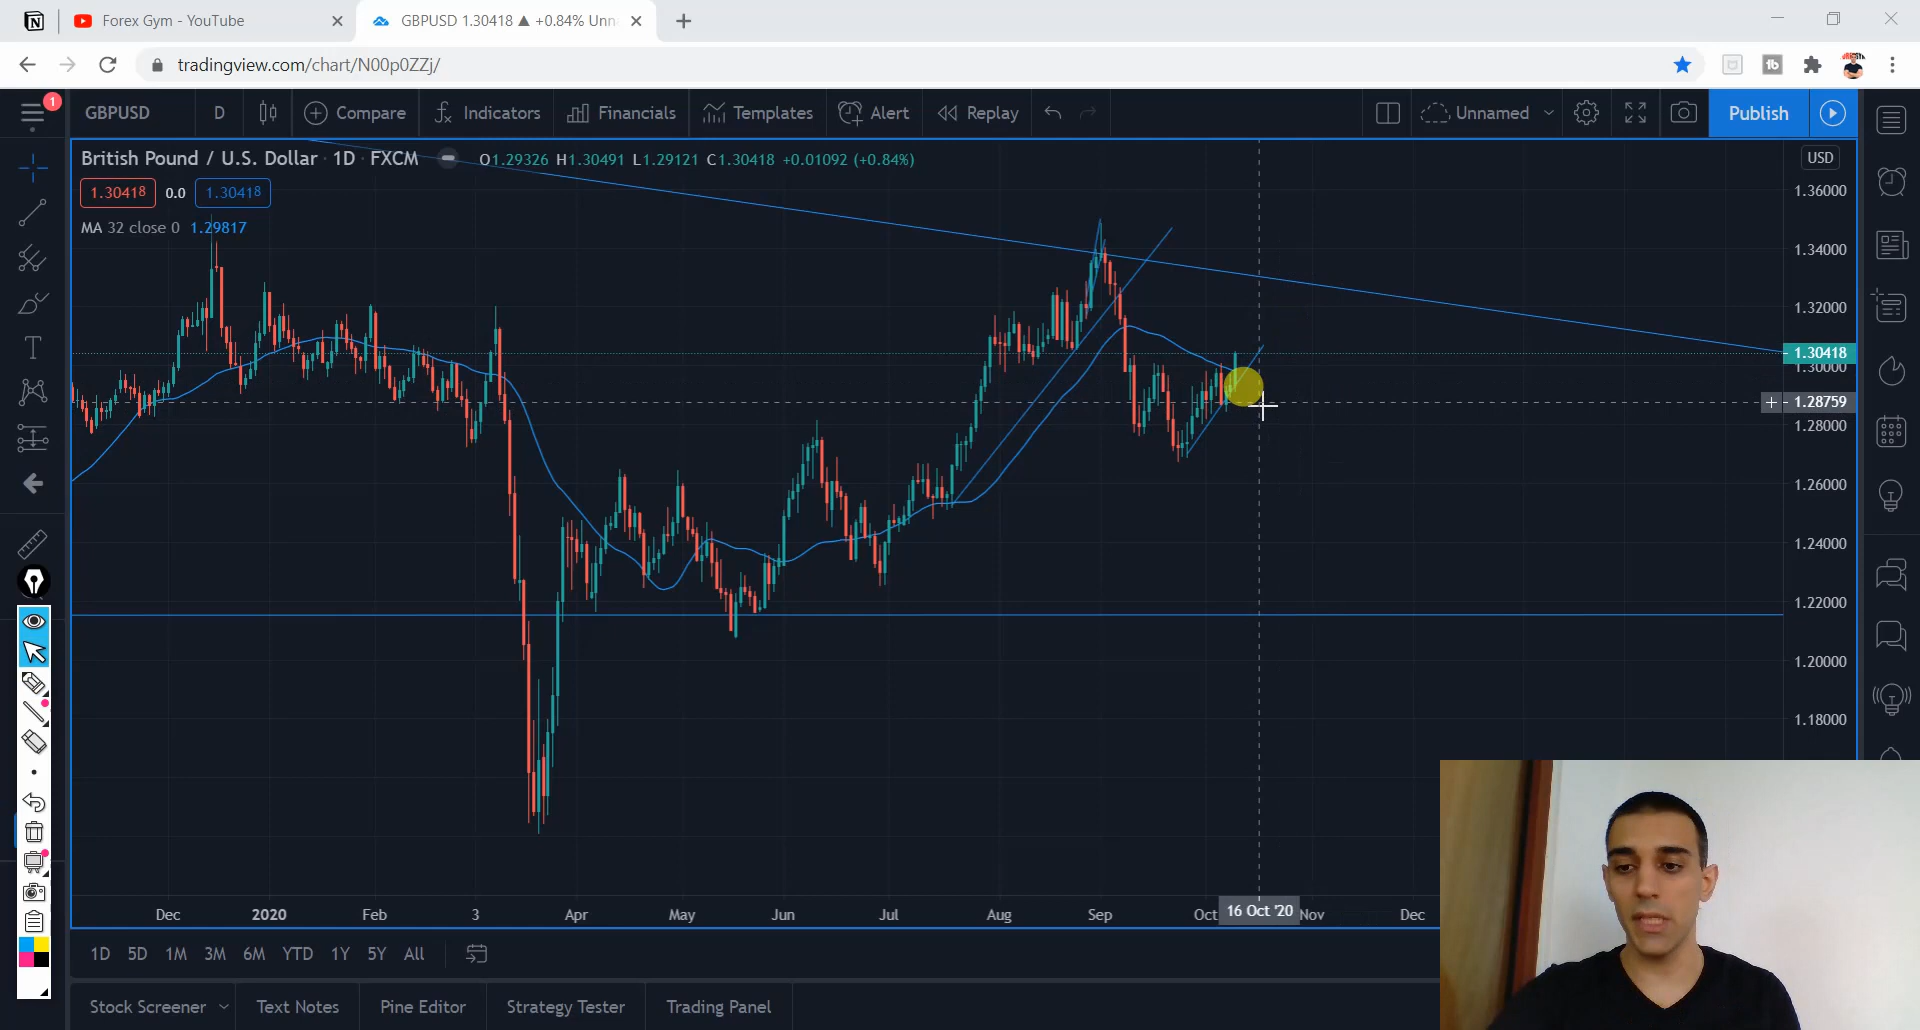 Forex Gym - YouTube
GBPUSD 1.30418 ▲ +0.84% Unn
tradingview.com/chart/N00p0ZZj/
1
GBPUSD
D
Compare
Indicators
Financials
Templates
Alert
Replay
Unnamed
Publish
British Pound / U.S. Dollar · 1D · FXCM
O1.29326 H1.30491 L1.29121 C1.30418 +0.01092 (+0.84%)
USD
1.30418 0.0 1.30418
MA 32 close 0 1.29817
1.36000
1.34000
1.32000
1.30418
1.30000
1.28759
1.28000
1.26000
1.24000
1.22000
1.20000
1.18000
Dec 2020 Feb 3 Apr May Jun Jul Aug Sep Oct 16 Oct '20 Nov Dec
1D 5D 1M 3M 6M YTD 1Y 5Y All
Stock Screener Text Notes Pine Editor Strategy Tester Trading Panel